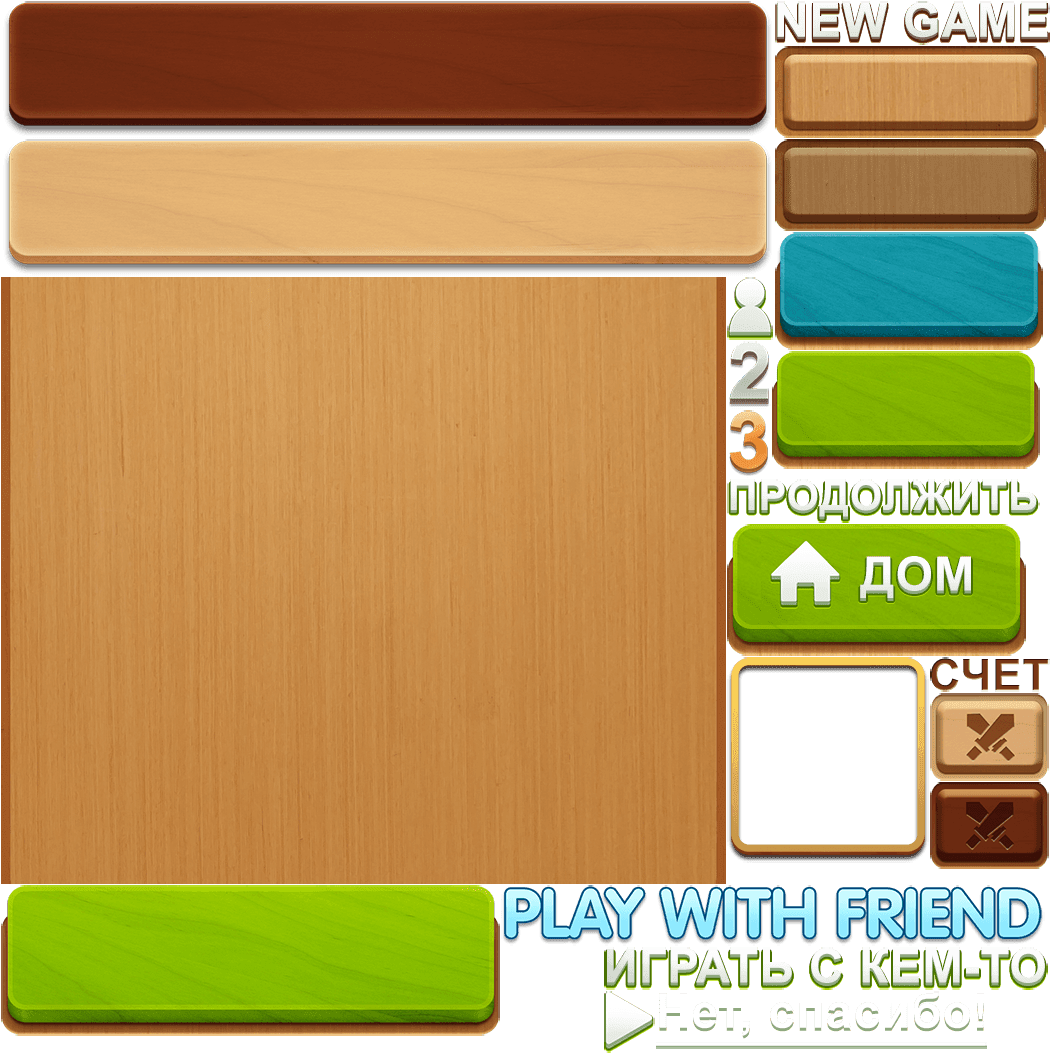 NEW GAME
2
3
ПРОДОЛЖИТЬ
ДОМ
СЧЕТ
PLAY WITH FRIEND
ИГРАТЬ С КЕМ-ТО
Нет, спасибо!